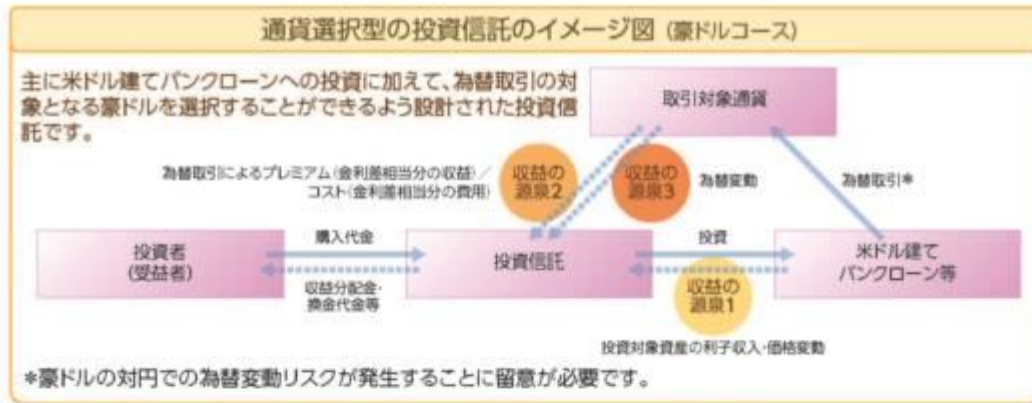 通貨選択型の投資信託のイメージ図（豪ドルコース）
主に米ドル建てバンクローンへの投資に加えて、為替取引の対
象となる豪ドルを選択することができるよう設計された投資信
託です。
取引対象通貨
為替取引によるプレミアム（金利差相当分の収益）／
コスト（金利差相当分の費用）
収益の
源泉2
収益の
源泉3
為替変動
為替取引*
投資者
（受益者）
購入代金
収益分配金・
換金代金等
投資信託
投資
収益の
源泉1
米ドル建て
バンクローン等
投資対象資産の利子収入・価格変動
*豪ドルの対円での為替変動リスクが発生することに留意が必要です。